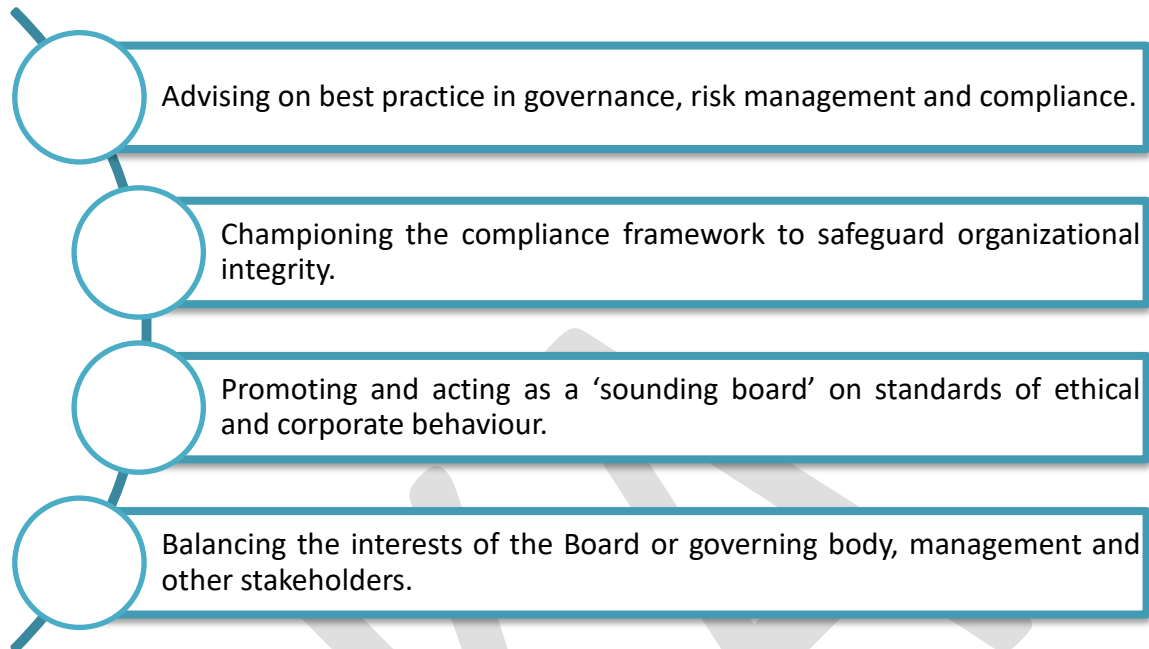 Advising on best practice in governance, risk management and compliance.
Championing the compliance framework to safeguard organizational
integrity.
Promoting and acting as a ‘sounding board’ on standards of ethical
and corporate behaviour.
Balancing the interests of the Board or governing body, management and
other stakeholders.